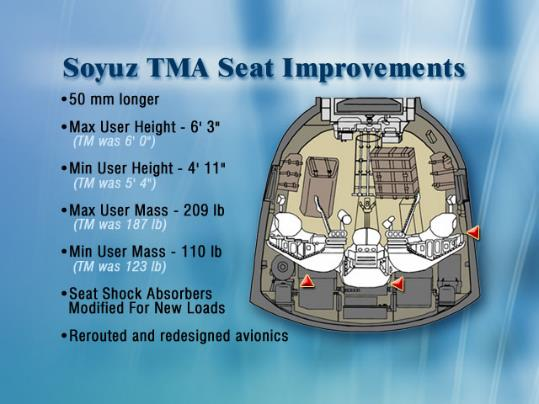 Soyuz TMA Seat Improvements
•50 mm longer
•Max User Height - 6' 3"
(TM was 6' 0")
•Min User Height - 4' 11"
(TM was 5' 4")
•Max User Mass - 209 lb
(TM was 187 lb)
•Min User Mass - 110 lb
(TM was 123 lb)
•Seat Shock Absorbers
Modified For New Loads
•Rerouted and redesigned avionics